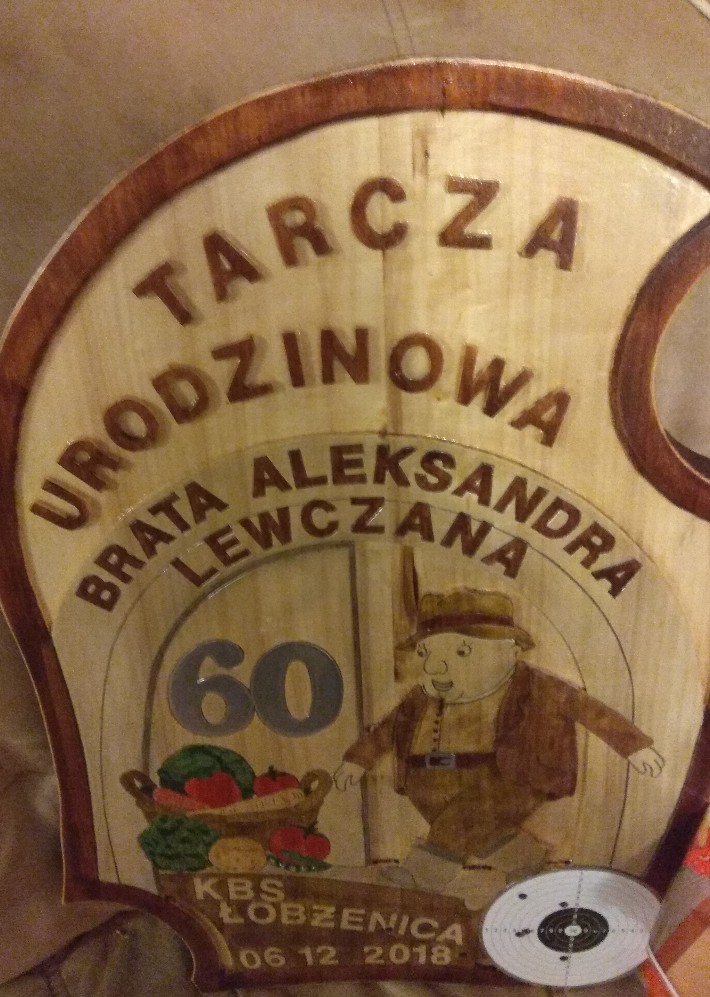 TARCZA
URODZINOWA
BRATA ALEKSANDRA
LEWCZANA
60
KBS
ŁOBŻENICA
06 12 2018